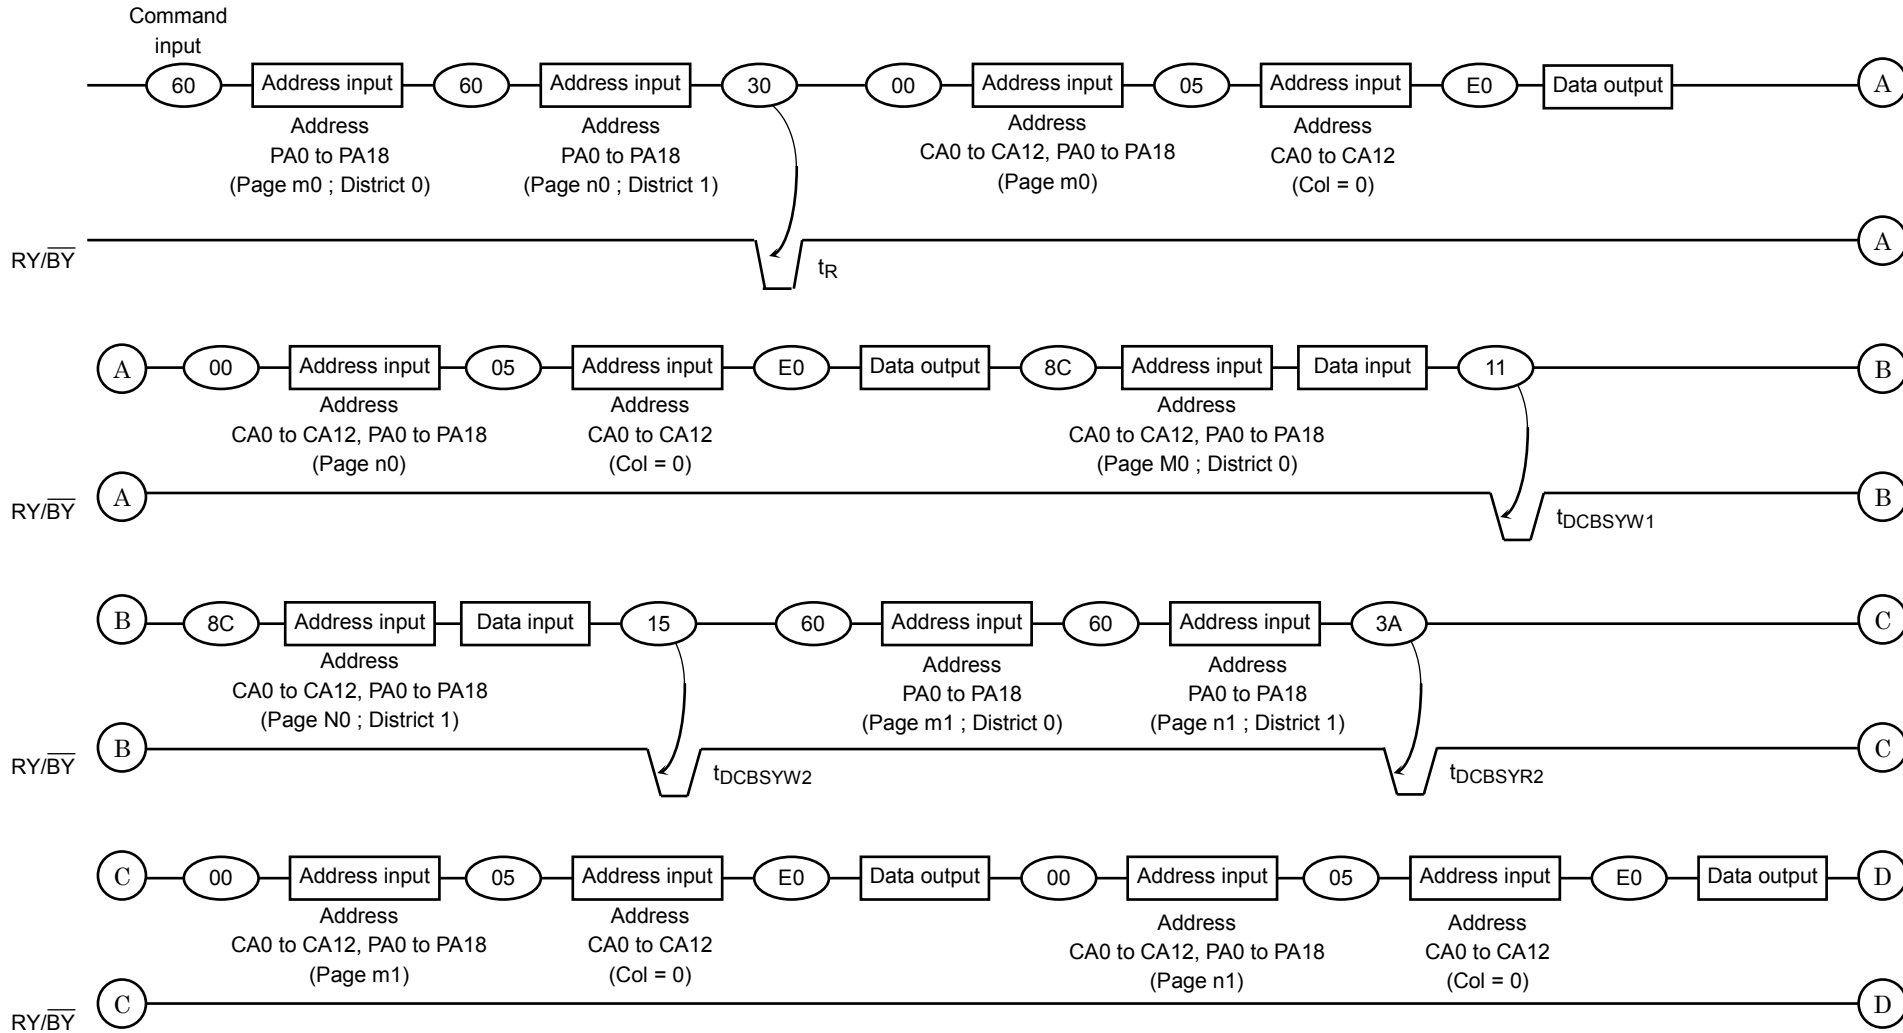 Command
input
60 Address input 60 Address input 30 00 Address input 05 Address input E0 Data output A
Address Address Address Address
PA0 to PA18 PA0 to PA18 CA0 to CA12, PA0 to PA18 CA0 to CA12
(Page m0 ; District 0) (Page n0 ; District 1) (Page m0) (Col = 0)
RY/BY tR A
A 00 Address input 05 Address input E0 Data output 8C Address input Data input 11 B
Address Address Address
CA0 to CA12, PA0 to PA18 CA0 to CA12 CA0 to CA12, PA0 to PA18
(Page n0) (Col = 0) (Page M0 ; District 0)
RY/BY A tDCBSYW1 B
B 8C Address input Data input 15 60 Address input 60 Address input 3A C
Address Address Address
CA0 to CA12, PA0 to PA18 PA0 to PA18 PA0 to PA18
(Page N0 ; District 1) (Page m1 ; District 0) (Page n1 ; District 1)
RY/BY B tDCBSYW2 tDCBSYR2 C
C 00 Address input 05 Address input E0 Data output 00 Address input 05 Address input E0 Data output D
Address Address Address Address
CA0 to CA12, PA0 to PA18 CA0 to CA12 CA0 to CA12, PA0 to PA18 CA0 to CA12
(Page m1) (Col = 0) (Page n1) (Col = 0)
RY/BY C D